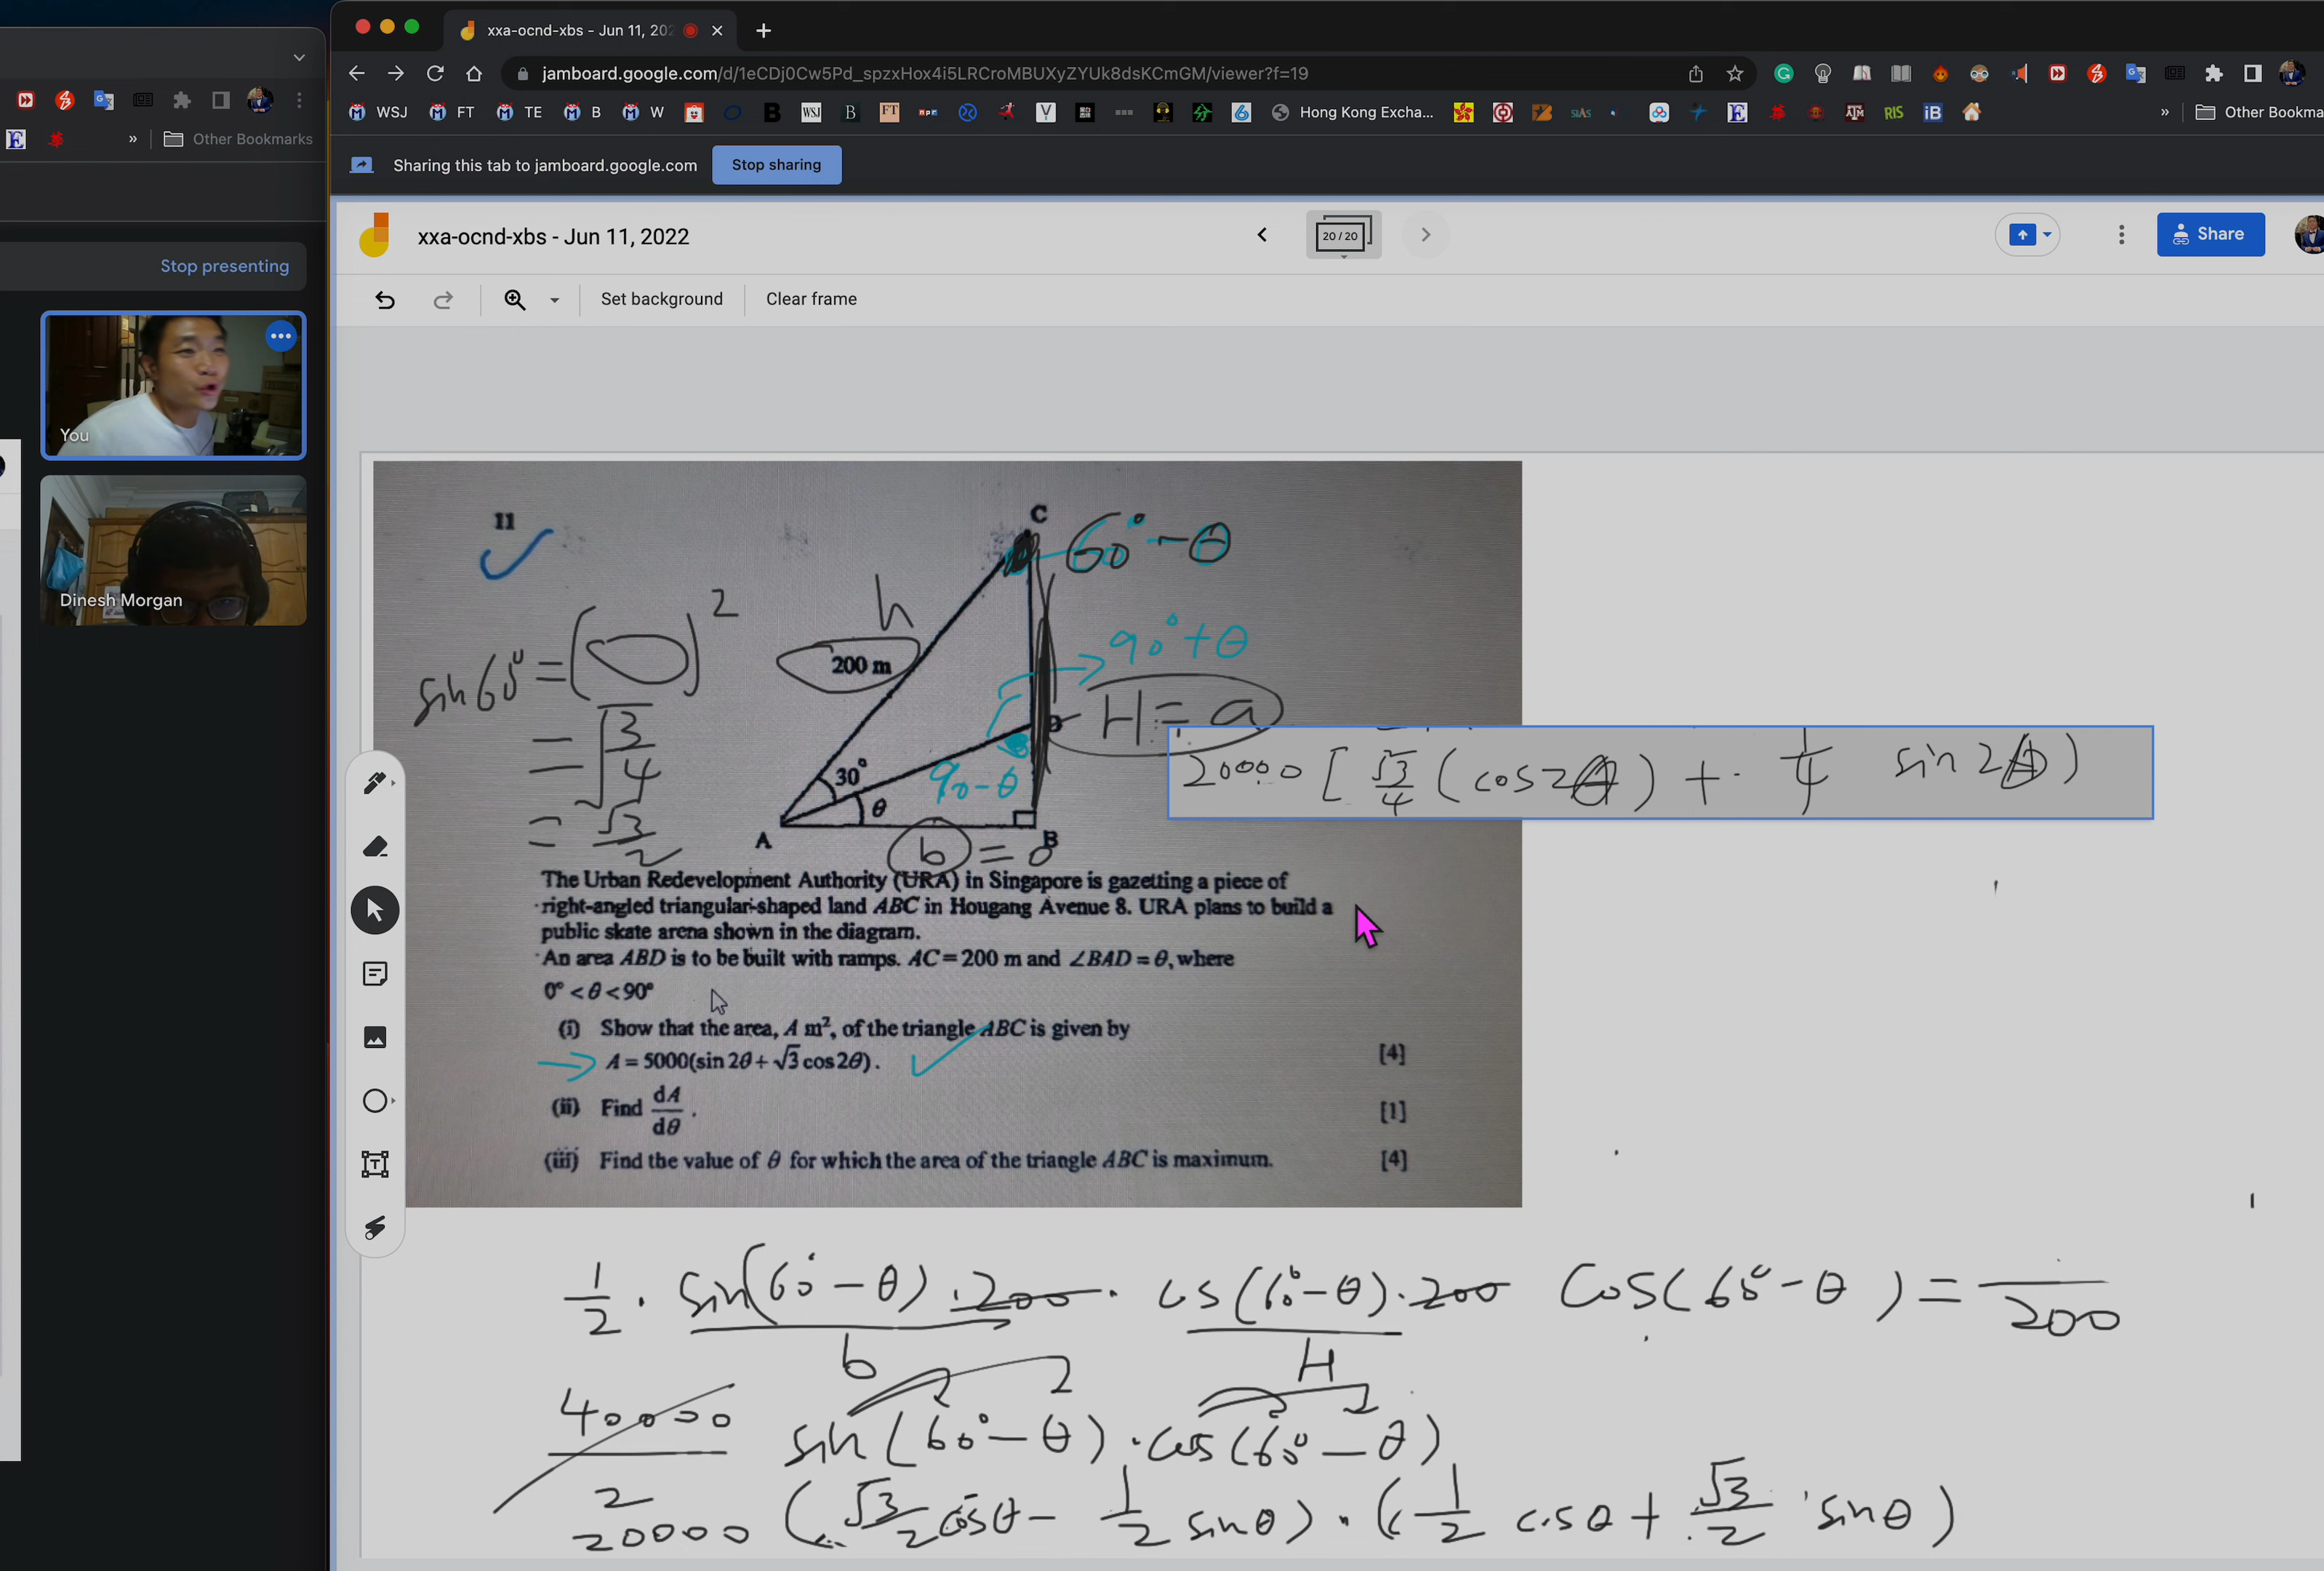 xxa-ocnd-xbs - Jun 11, 202
jamboard.google.com/d/1eCDj0Cw5Pd_spzxHox4i5LRCroMBUXyZYUk8dsKCmGM/viewer?f=19
WSJ FT TE B W Hong Kong Excha... » Other Bookma
» Other Bookmarks
Sharing this tab to jamboard.google.com Stop sharing
xxa-ocnd-xbs - Jun 11, 2022 20 / 20 Share
Stop presenting
Set background Clear frame
You
Dinesh Morgan
11
C
60° − θ
h
200 m
90° + θ
H = a
30°
90 − θ
θ
A
B
b = 0
sin 60° = ( )²
= √3/4
= √3/2
20000 [ √3/4 (cos2θ) + 1/4 sin 2θ )
The Urban Redevelopment Authority (URA) in Singapore is gazetting a piece of
right-angled triangular-shaped land ABC in Hougang Avenue 8. URA plans to build a
public skate arena shown in the diagram.
An area ABD is to be built with ramps. AC = 200 m and ∠BAD = θ, where
0° < θ < 90°
(i) Show that the area, A m², of the triangle ABC is given by
A = 5000(sin 2θ + √3 cos 2θ). [4]
(ii) Find dA/dθ. [1]
(iii) Find the value of θ for which the area of the triangle ABC is maximum. [4]
1/2 · sin(60° − θ) · 200 · cos(60° − θ) · 200 Cos(60° − θ) = /200
b H
40000/2 sin(60° − θ) · cos(60° − θ)
20000 (√3/2 cosθ − 1/2 sinθ) · (1/2 cosθ + √3/2 sinθ)